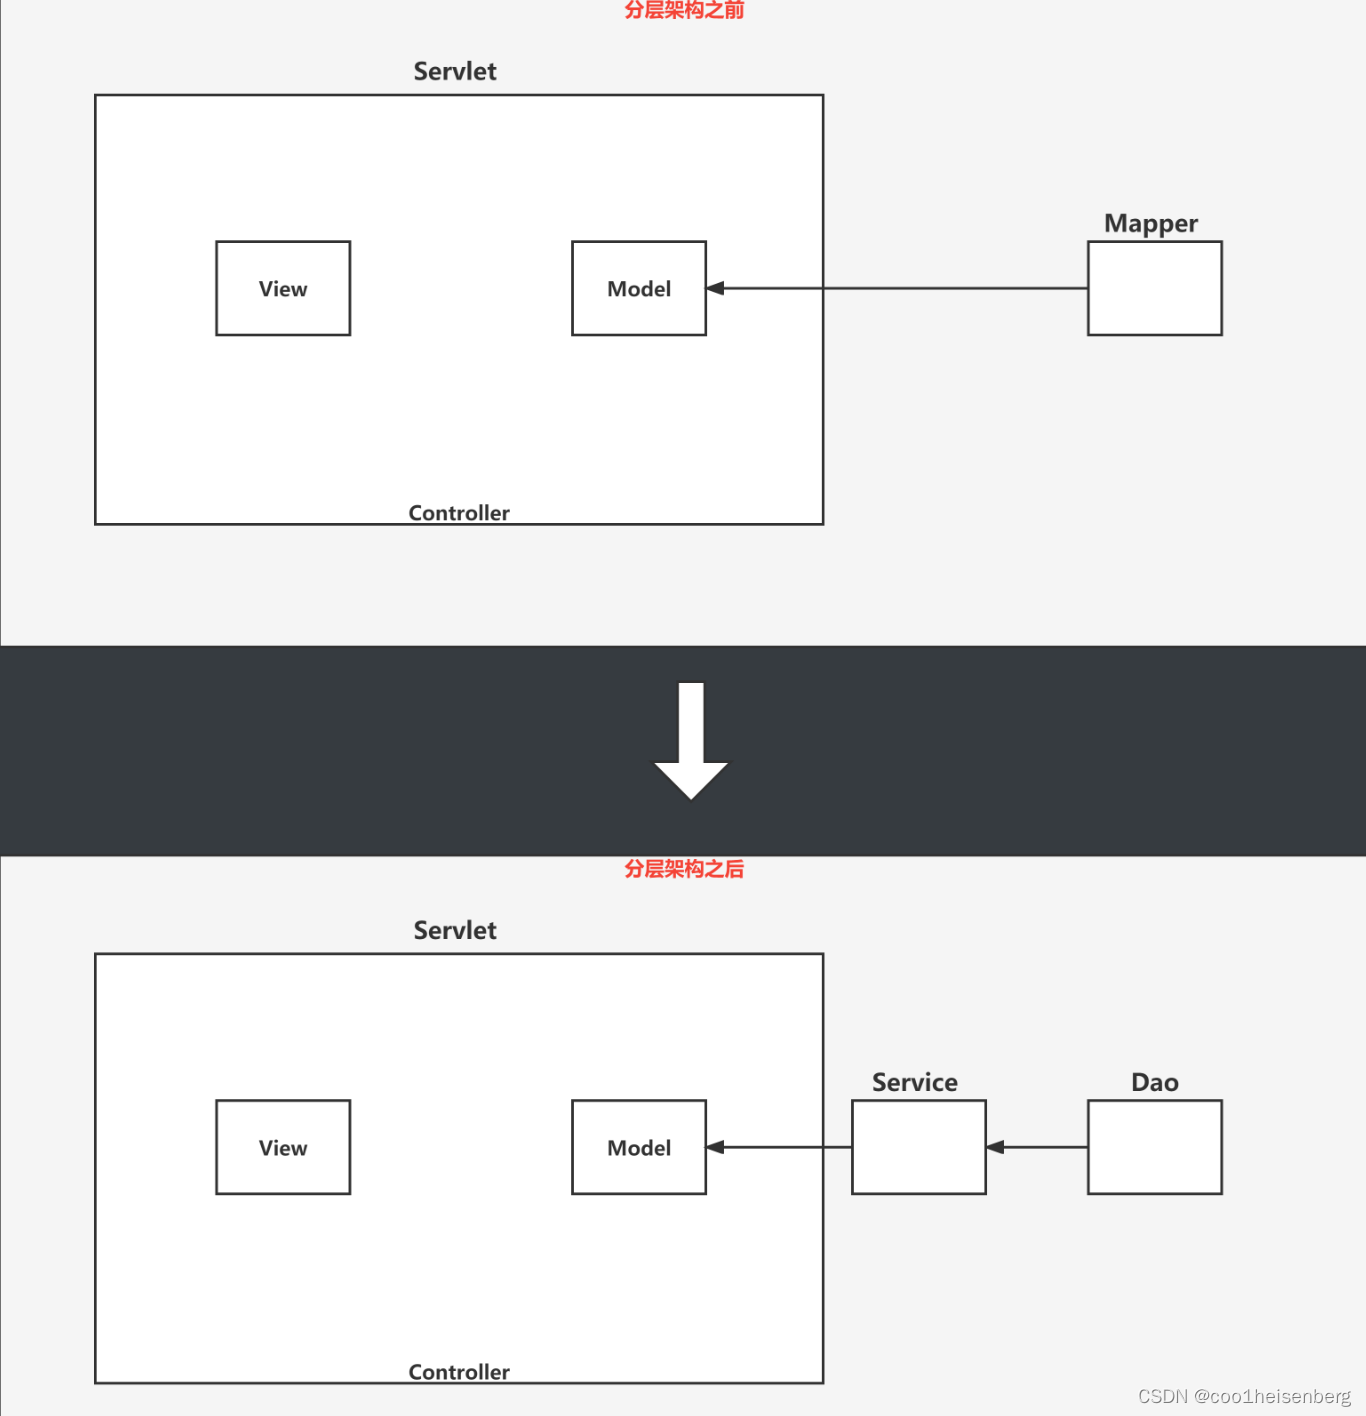 分层架构之前
Servlet
Mapper
View
Model
Controller
分层架构之后
Servlet
Service
Dao
View
Model
Controller
CSDN @coo1heisenberg